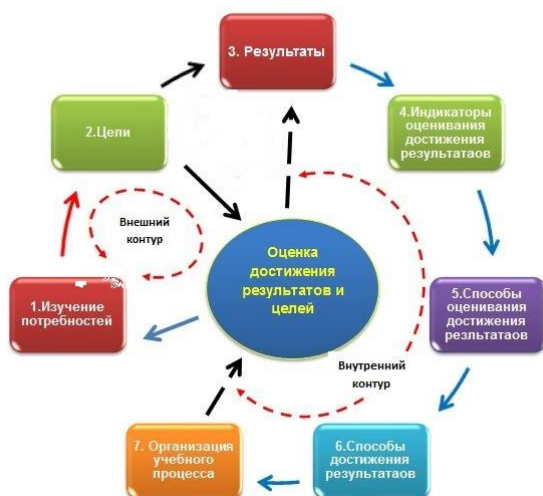 3. Результаты
2.Цели
4.Индикаторы
оценивания
достижения
результataов
Внешний
контур
Оценка
достижения
результатов и
целей
1.Изучение
потребностей
5.Способы
оценивания
достижения
резльтатаов
Внутренний
контур
7. Организация
учебного
процесса
6.Способы
достижения
результатаов